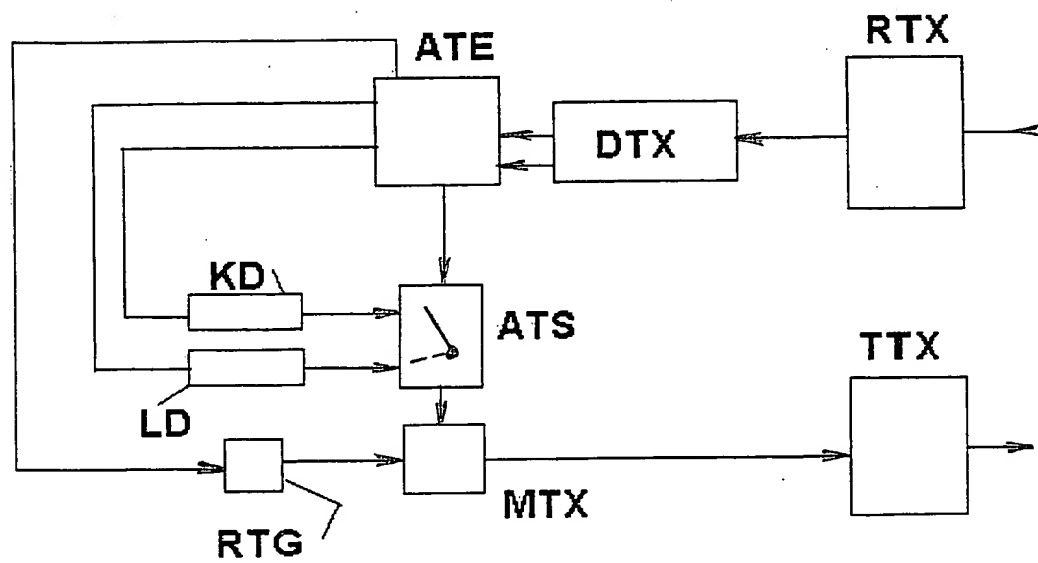 ATE
RTX
DTX
KD
ATS
TTX
LD
MTX
RTG